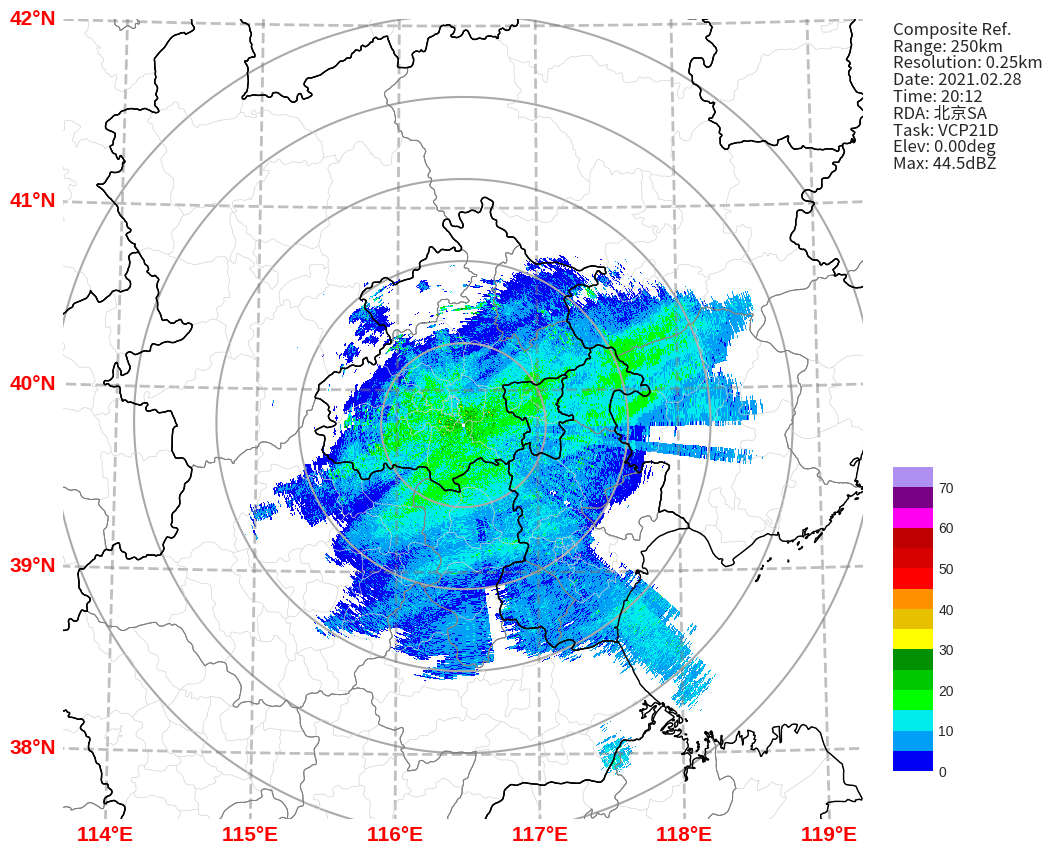 42°N
41°N
40°N
39°N
38°N
114°E
115°E
116°E
117°E
118°E
119°E
Composite Ref.
Range: 250km
Resolution: 0.25km
Date: 2021.02.28
Time: 20:12
RDA: 北京SA
Task: VCP21D
Elev: 0.00deg
Max: 44.5dBZ
70
60
50
40
30
20
10
0